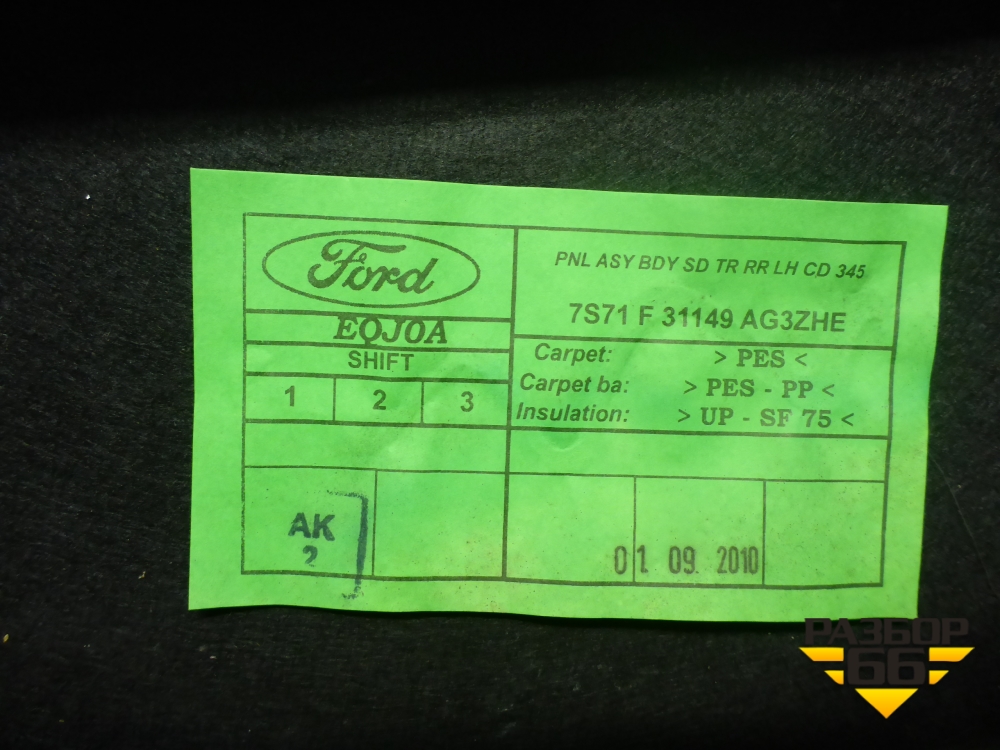 Ford
EQJ0A
SHIFT
1 2 3
PNL ASY BDY SD TR RR LH CD 345
7S71 F 31149 AG3ZHE
Carpet: > PES <
Carpet ba: > PES - PP <
Insulation: > UP - SF 75 <
AK
2
01 09. 2010
РАЗБОР
66